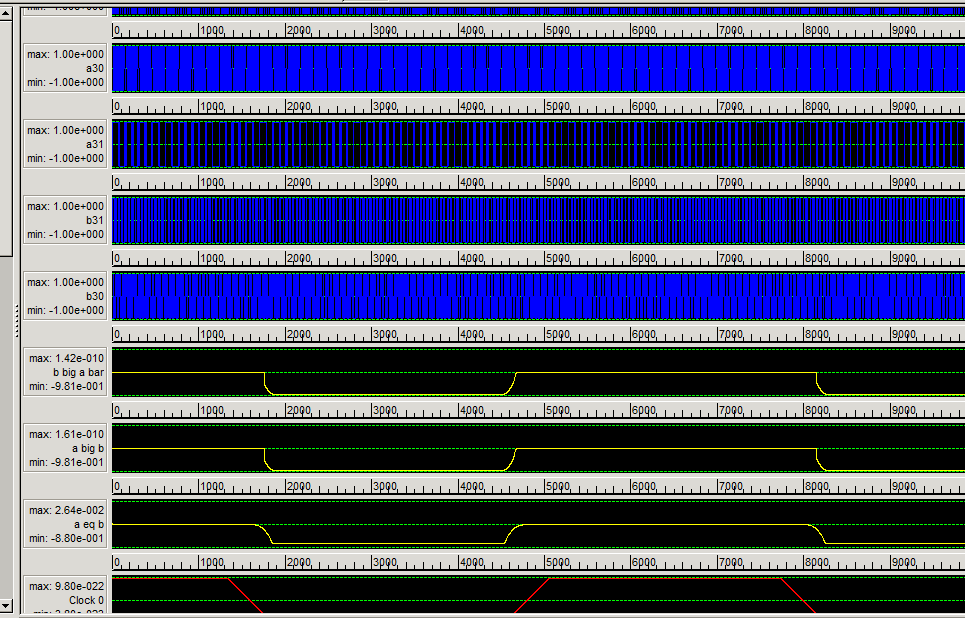 0 1000 2000 3000 4000 5000 6000 7000 8000 9000
max: 1.00e+000
a30
min: -1.00e+000
0 1000 2000 3000 4000 5000 6000 7000 8000 9000
max: 1.00e+000
a31
min: -1.00e+000
0 1000 2000 3000 4000 5000 6000 7000 8000 9000
max: 1.00e+000
b31
min: -1.00e+000
0 1000 2000 3000 4000 5000 6000 7000 8000 9000
max: 1.00e+000
b30
min: -1.00e+000
0 1000 2000 3000 4000 5000 6000 7000 8000 9000
max: 1.42e-010
b big a bar
min: -9.81e-001
0 1000 2000 3000 4000 5000 6000 7000 8000 9000
max: 1.61e-010
a big b
min: -9.81e-001
0 1000 2000 3000 4000 5000 6000 7000 8000 9000
max: 2.64e-002
a eq b
min: -8.80e-001
0 1000 2000 3000 4000 5000 6000 7000 8000 9000
max: 9.80e-022
Clock 0